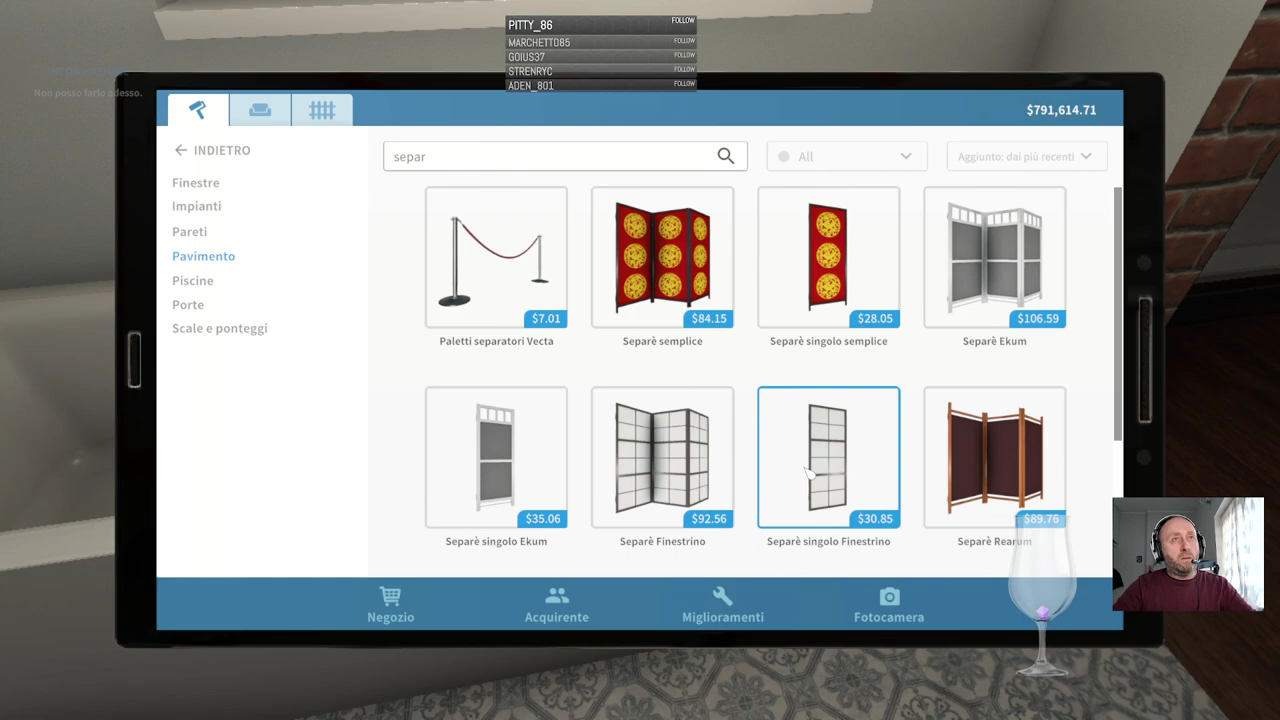 PITTY_86 FOLLOW
MARCHETTO85 FOLLOW
GOIUS37 FOLLOW
STRENRYC FOLLOW
ADEN_801 FOLLOW
Non posso farlo adesso.
$791,614.71
INDIETRO
separ
All
Aggiunto: dai più recenti
Finestre
Impianti
Pareti
Pavimento
Piscine
Porte
Scale e ponteggi
$7.01
$84.15
$28.05
$106.59
Paletti separatori Vecta
Separè semplice
Separè singolo semplice
Separè Ekum
$35.06
$92.56
$30.85
$89.76
Separè singolo Ekum
Separè Finestrino
Separè singolo Finestrino
Separè Rearum
Negozio
Acquirente
Miglioramenti
Fotocamera